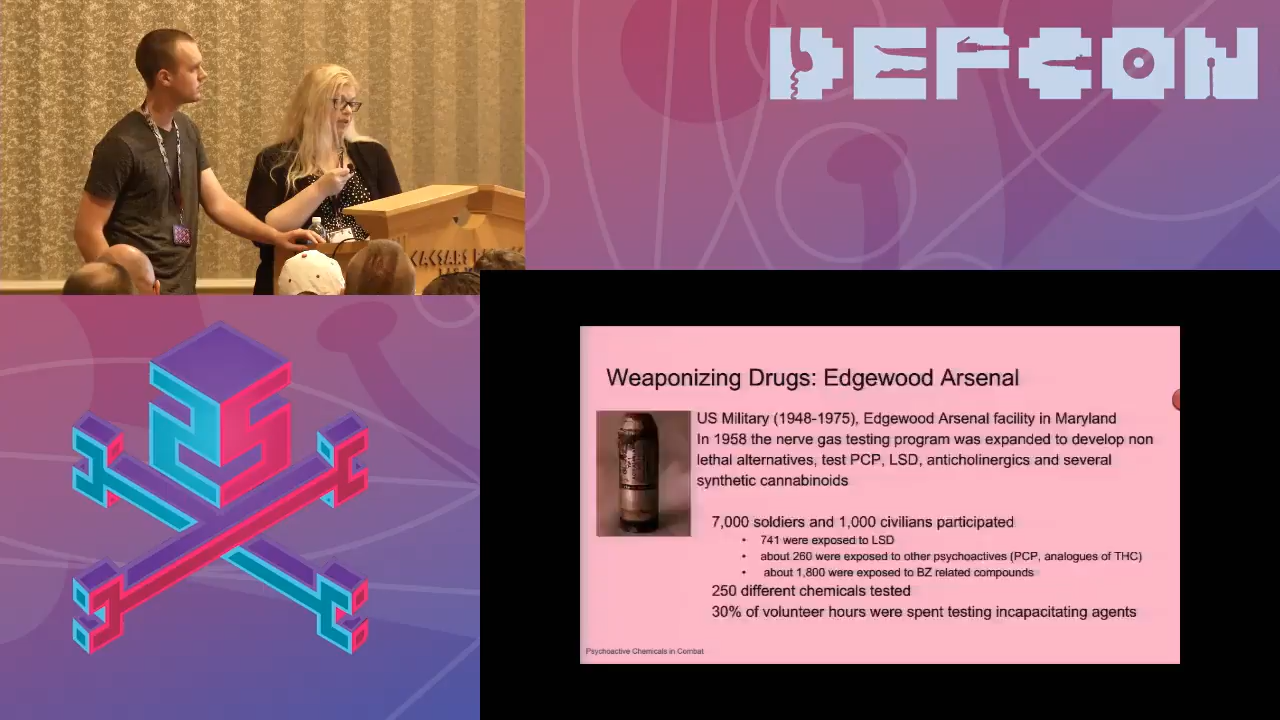 DEFCON
CAESARS
Weaponizing Drugs: Edgewood Arsenal
US Military (1948-1975), Edgewood Arsenal facility in Maryland
In 1958 the nerve gas testing program was expanded to develop non
lethal alternatives, test PCP, LSD, anticholinergics and several
synthetic cannabinoids
7,000 soldiers and 1,000 civilians participated
• 741 were exposed to LSD
• about 260 were exposed to other psychoactives (PCP, analogues of THC)
• about 1,800 were exposed to BZ related compounds
250 different chemicals tested
30% of volunteer hours were spent testing incapacitating agents
Psychoactive Chemicals in Combat